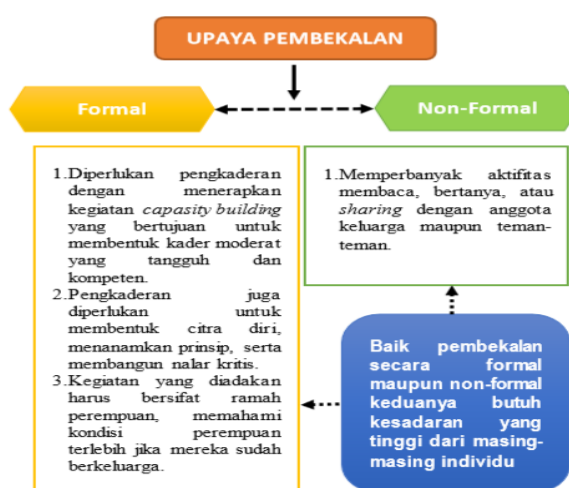 UPAYA PEMBEKALAN
Formal
Non-Formal
1.Diperlukan pengkaderan
dengan menerapkan
kegiatan capasity building
yang bertujuan untuk
membentuk kader moderat
yang tangguh dan
kompeten.
2.Pengkaderan juga
diperlukan untuk
membentuk citra diri,
menanamkan prinsip, serta
membangun nalar kritis.
3.Kegiatan yang diadakan
harus bersifat ramah
perempuan, memahami
kondisi perempuan
terlebih jika mereka sudah
berkeluarga.
1.Memperbanyak aktifitas
membaca, bertanya, atau
sharing dengan anggota
keluarga maupun teman-
teman.
Baik pembekalan
secara formal
maupun non-formal
keduanya butuh
kesadaran yang
tinggi dari masing-
masing individu